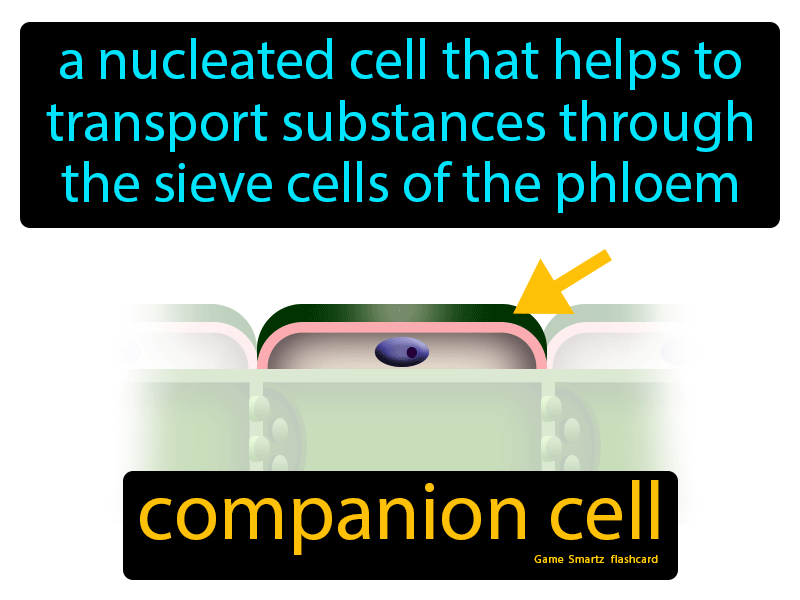 a nucleated cell that helps to
transport substances through
the sieve cells of the phloem
companion cell
Game Smartz flashcard